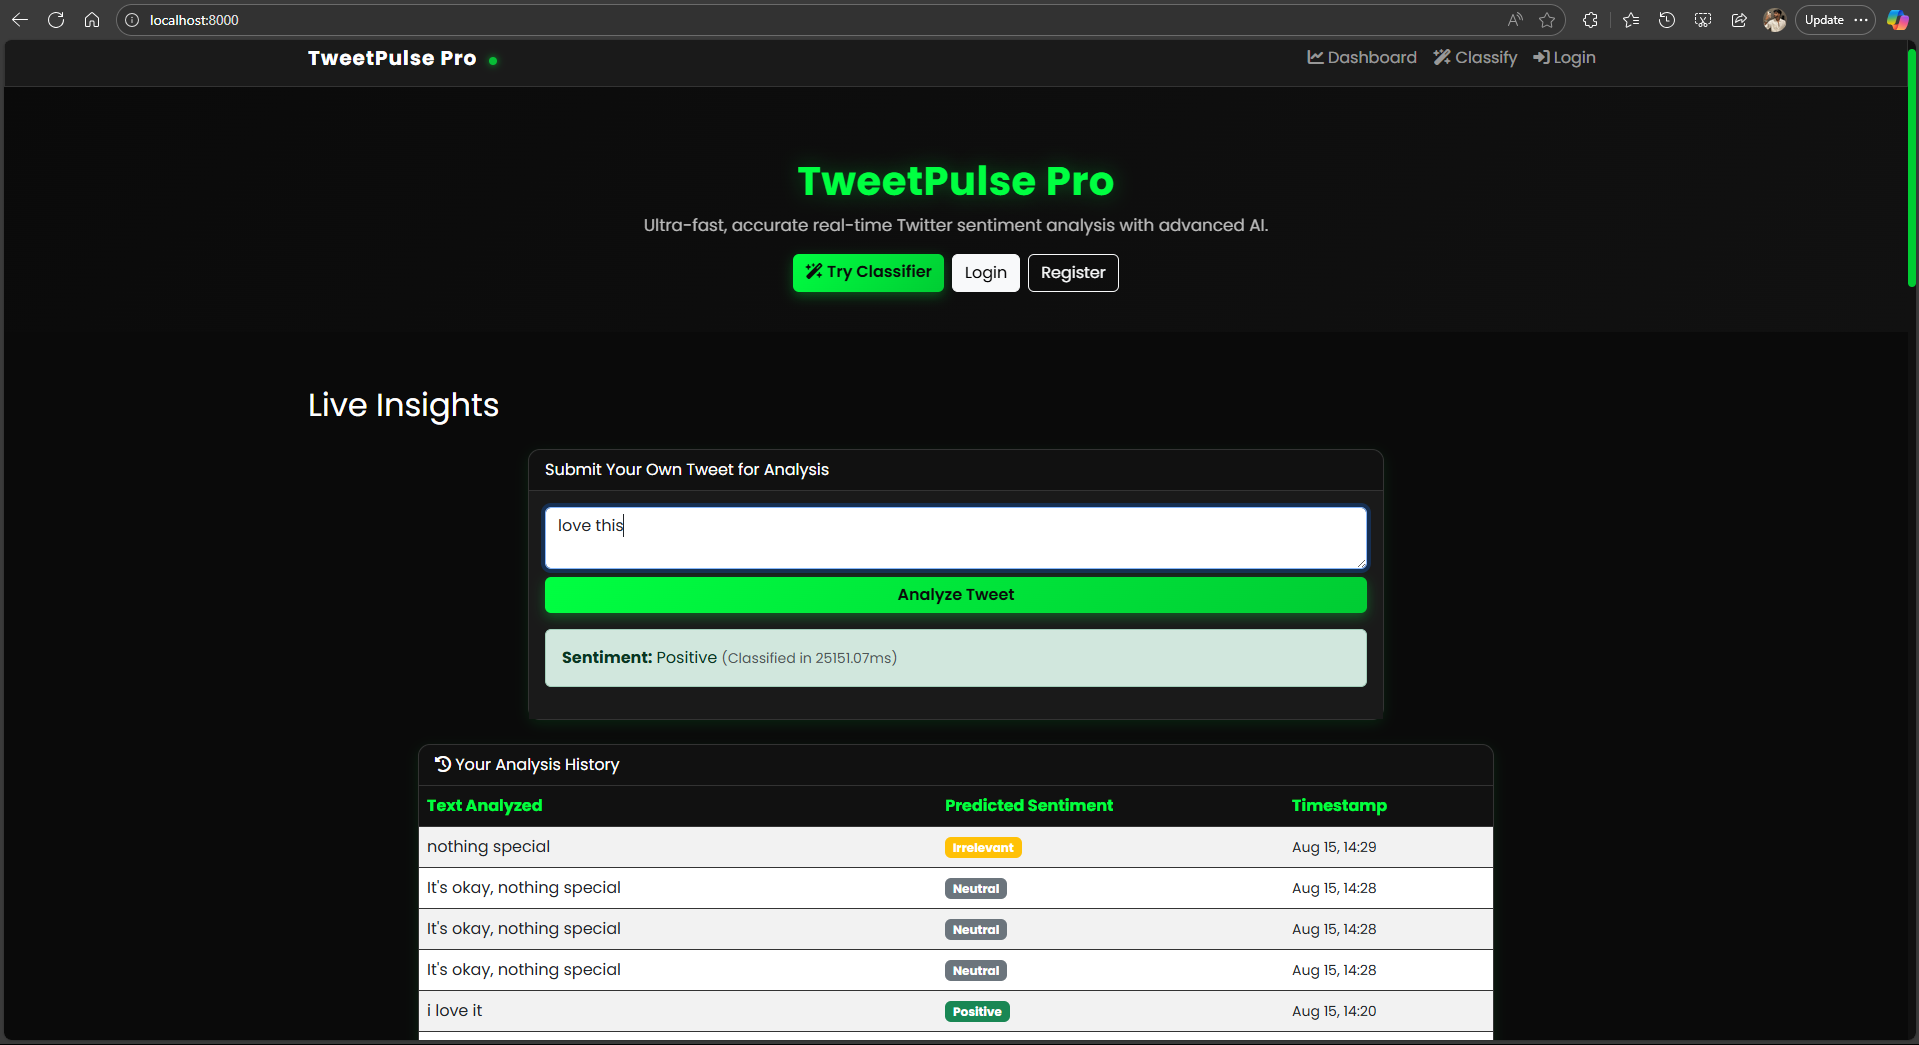 localhost:8000
Update
TweetPulse Pro
Dashboard Classify Login
TweetPulse Pro
Ultra-fast, accurate real-time Twitter sentiment analysis with advanced AI.
Try Classifier Login Register
Live Insights
Submit Your Own Tweet for Analysis
love this
Analyze Tweet
Sentiment: Positive (Classified in 25151.07ms)
Your Analysis History
Text Analyzed Predicted Sentiment Timestamp
nothing special Irrelevant Aug 15, 14:29
It's okay, nothing special Neutral Aug 15, 14:28
It's okay, nothing special Neutral Aug 15, 14:28
It's okay, nothing special Neutral Aug 15, 14:28
i love it Positive Aug 15, 14:20